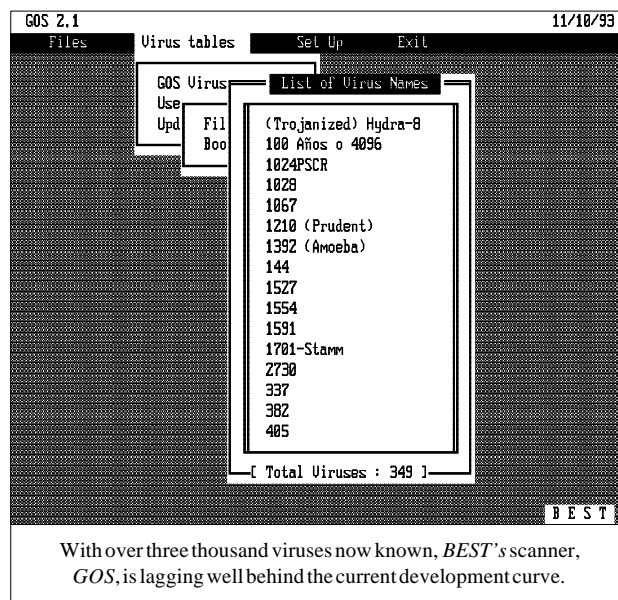 GOS 2.1 11/10/93
Files Virus tables Set Up Exit
GOS Virus
Use
Upd
Fil
Boo
List of Virus Names
(Trojanized) Hydra-8
100 Años o 4096
1024PSCR
1028
1067
1210 (Prudent)
1392 (Amoeba)
144
1527
1554
1591
1701-Stamm
2730
337
382
405
[ Total Viruses : 349 ]
B E S T
With over three thousand viruses now known, BEST's scanner,
GOS, is lagging well behind the current development curve.